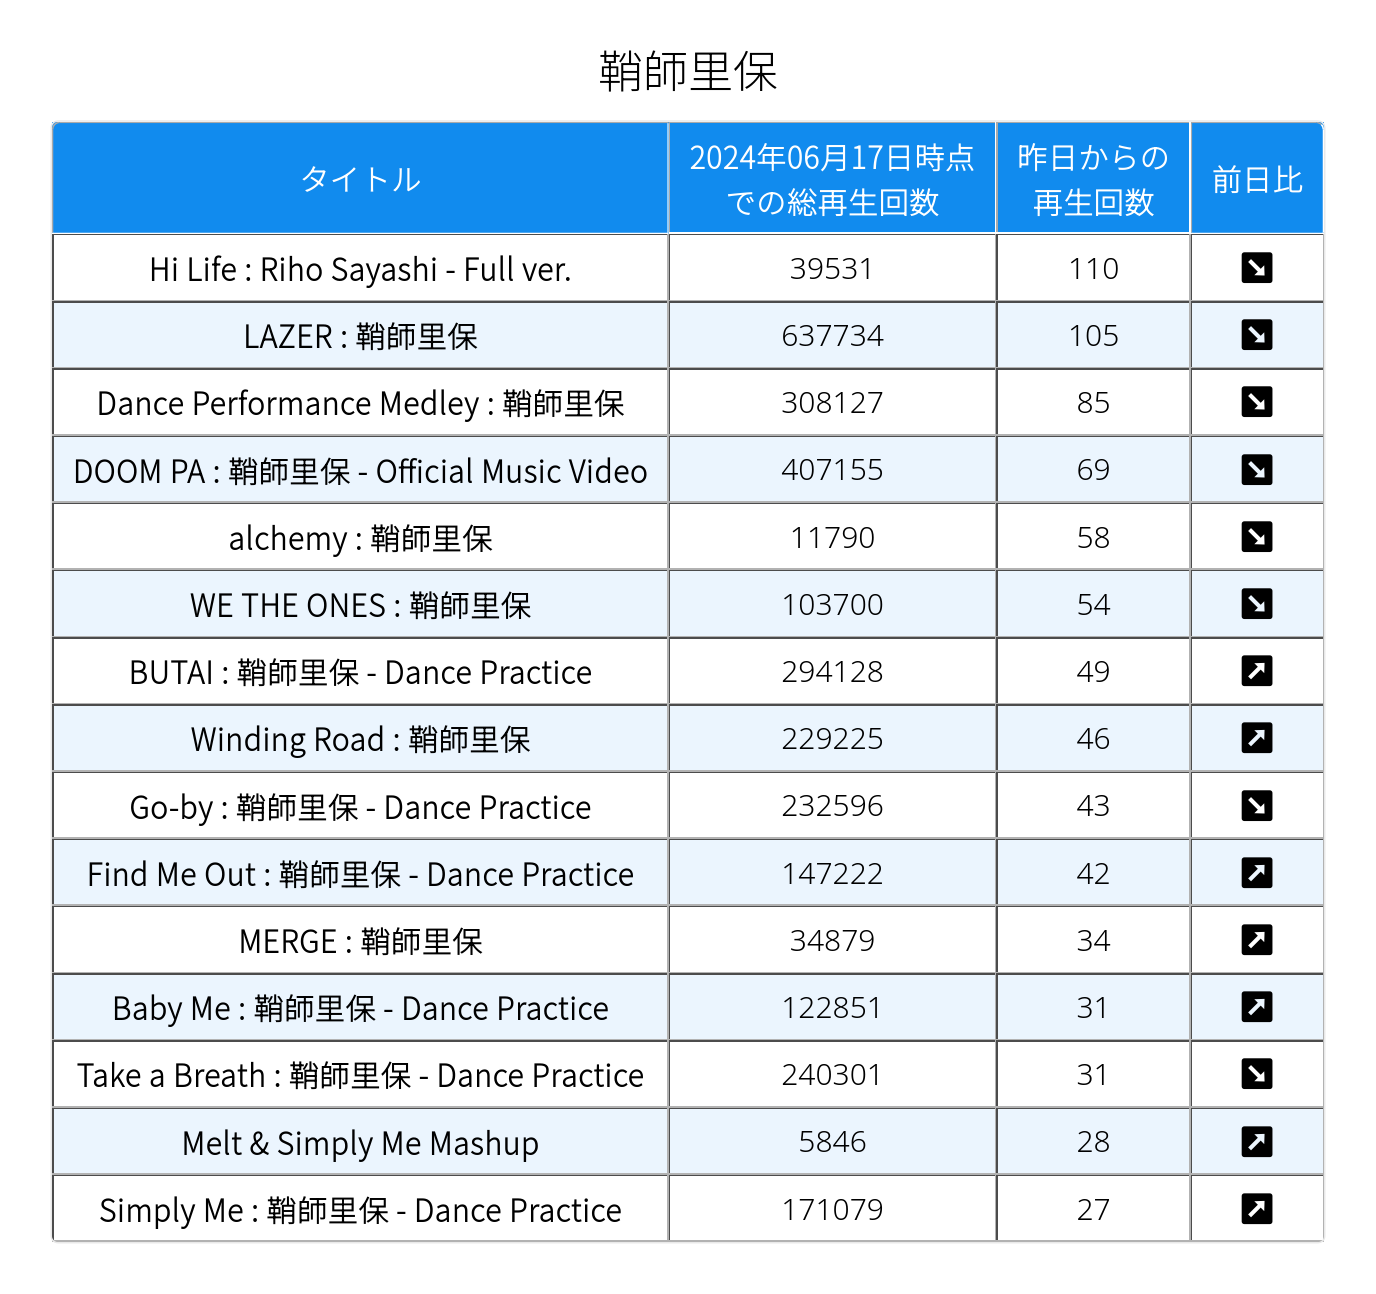 鞘師里保
タイトル
2024年06月17日時点
での総再生回数
昨日からの
再生回数
前日比
Hi Life : Riho Sayashi - Full ver. 39531 110 ↘
LAZER : 鞘師里保 637734 105 ↘
Dance Performance Medley : 鞘師里保 308127 85 ↘
DOOM PA : 鞘師里保 - Official Music Video 407155 69 ↘
alchemy : 鞘師里保 11790 58 ↘
WE THE ONES : 鞘師里保 103700 54 ↘
BUTAI : 鞘師里保 - Dance Practice 294128 49 ↗
Winding Road : 鞘師里保 229225 46 ↗
Go-by : 鞘師里保 - Dance Practice 232596 43 ↘
Find Me Out : 鞘師里保 - Dance Practice 147222 42 ↗
MERGE : 鞘師里保 34879 34 ↗
Baby Me : 鞘師里保 - Dance Practice 122851 31 ↗
Take a Breath : 鞘師里保 - Dance Practice 240301 31 ↘
Melt & Simply Me Mashup 5846 28 ↗
Simply Me : 鞘師里保 - Dance Practice 171079 27 ↗